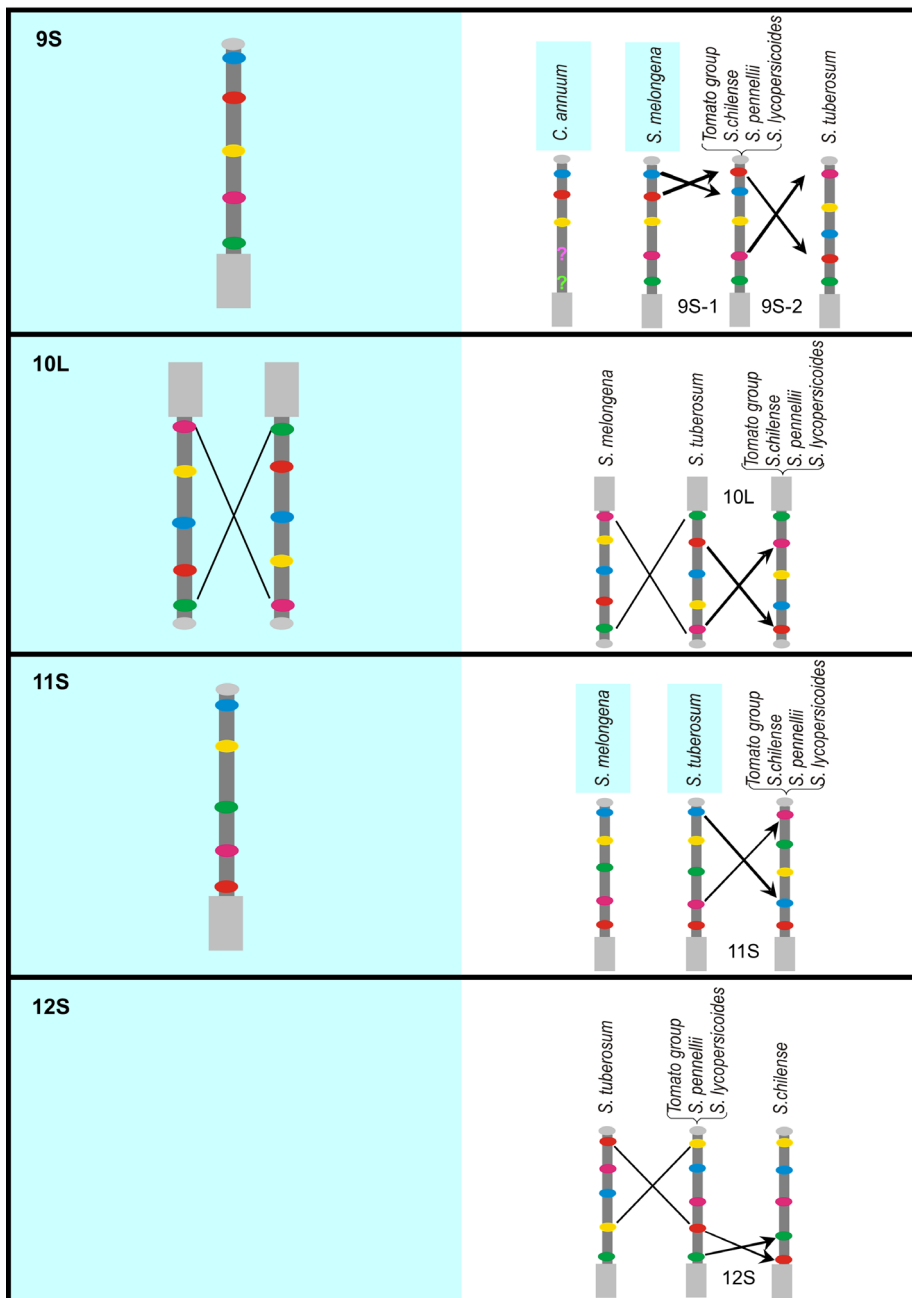 9S
C. annuum
S. melongena
Tomato group
S.chilense
S. pennellii
S. lycopersicoides
S. tuberosum
?
?
9S-1
9S-2
10L
S. melongena
S. tuberosum
Tomato group
S.chilense
S. pennellii
S. lycopersicoides
10L
11S
S. melongena
S. tuberosum
Tomato group
S.chilense
S. pennellii
S. lycopersicoides
11S
12S
S. tuberosum
Tomato group
S. pennellii
S. lycopersicoides
S.chilense
12S